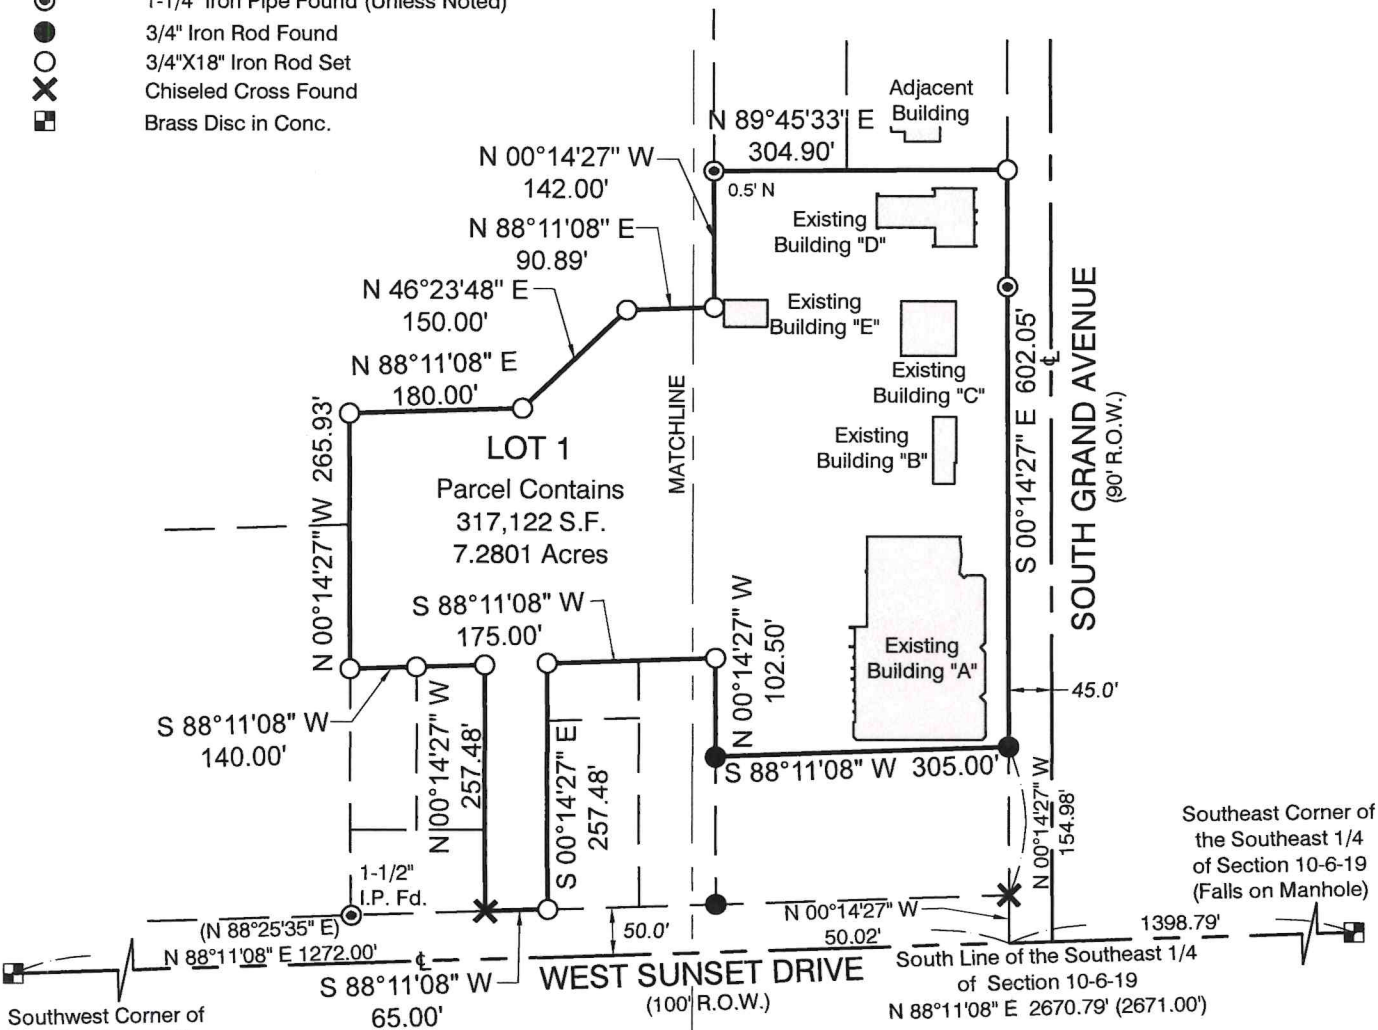 1-1/4" Iron Pipe Found (Unless Noted)
3/4" Iron Rod Found
3/4"X18" Iron Rod Set
Chiseled Cross Found
Brass Disc in Conc.
Adjacent
Building
N 89°45'33" E
304.90'
N 00°14'27" W
142.00'
0.5' N
Existing
Building "D"
N 88°11'08" E
90.89'
N 46°23'48" E
150.00'
Existing
Building "E"
N 88°11'08" E
180.00'
Existing
Building "C"
MATCHLINE
S 00°14'27" E 602.05'
SOUTH GRAND AVENUE
(90' R.O.W.)
N 00°14'27" W 265.93'
LOT 1
Parcel Contains
317,122 S.F.
7.2801 Acres
Existing
Building "B"
S 88°11'08" W
175.00'
N 00°14'27" W
102.50'
Existing
Building "A"
45.0'
S 88°11'08" W
140.00'
N 00°14'27" W
257.48'
S 00°14'27" E
257.48'
S 88°11'08" W 305.00'
N 00°14'27" W
154.98'
Southeast Corner of
the Southeast 1/4
of Section 10-6-19
(Falls on Manhole)
1-1/2"
I.P. Fd.
(N 88°25'35" E)
N 88°11'08" E 1272.00'
50.0'
N 00°14'27" W
50.02'
1398.79'
S 88°11'08" W
65.00'
WEST SUNSET DRIVE
(100' R.O.W.)
South Line of the Southeast 1/4
of Section 10-6-19
N 88°11'08" E 2670.79' (2671.00')
Southwest Corner of